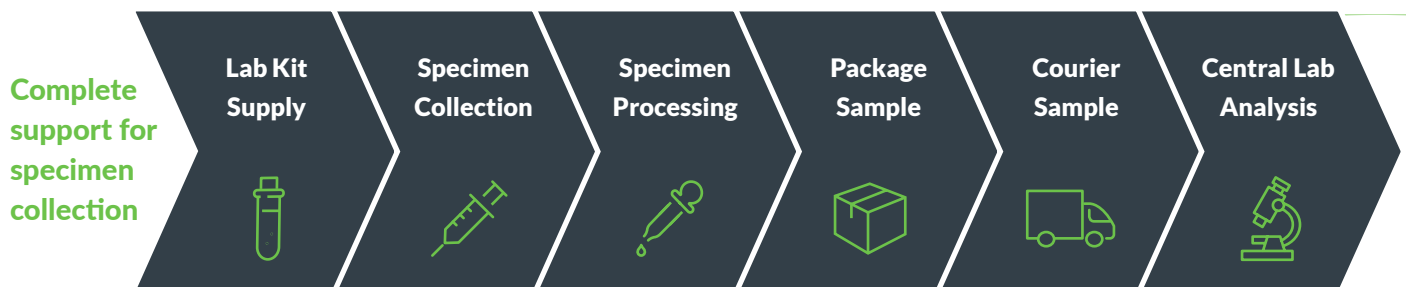 Complete
support for
specimen
collection
Lab Kit
Supply
Specimen
Collection
Specimen
Processing
Package
Sample
Courier
Sample
Central Lab
Analysis